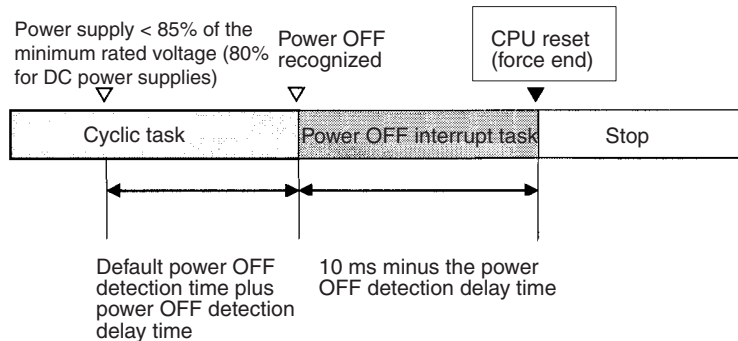 Power supply < 85% of the
minimum rated voltage (80%
for DC power supplies)
Power OFF
recognized
CPU reset
(force end)
Cyclic task
Power OFF interrupt task
Stop
Default power OFF
detection time plus
power OFF detection
delay time
10 ms minus the power
OFF detection delay time